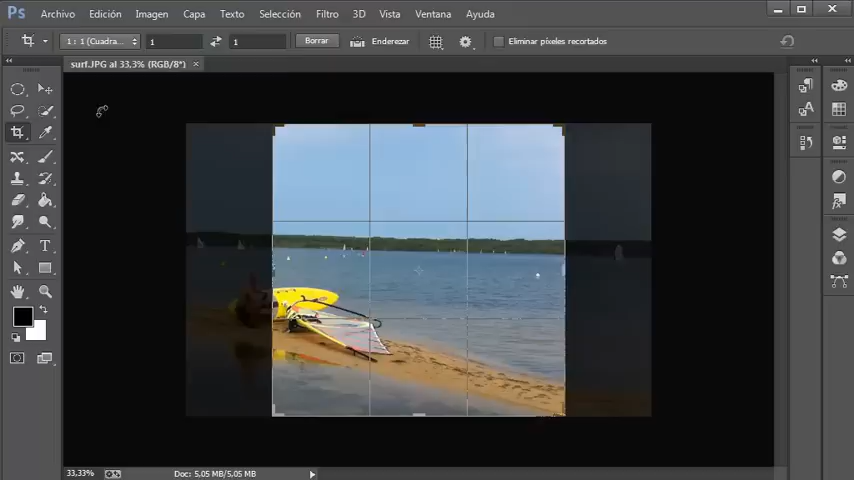 Ps Archivo Edición Imagen Capa Texto Selección Filtro 3D Vista Ventana Ayuda
1 : 1 (Cuadra... 1 1 Borrar Enderezar Eliminar píxeles recortados
surf.JPG al 33,3% (RGB/8*) ×
T
A
33,33% Doc: 5,05 MB/5,05 MB